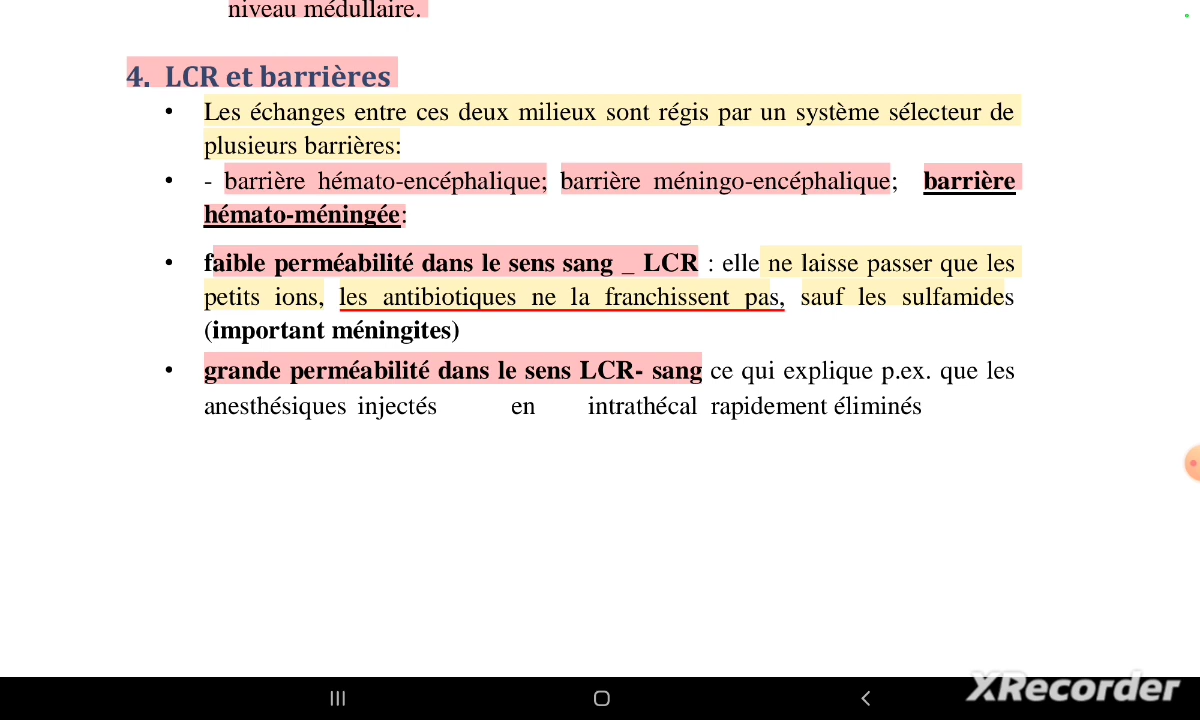 niveau médullaire.
4. LCR et barrières
• Les échanges entre ces deux milieux sont régis par un système sélecteur de
plusieurs barrières:
• - barrière hémato-encéphalique; barrière méningo-encéphalique; barrière
hémato-méningée:
• faible perméabilité dans le sens sang _ LCR : elle ne laisse passer que les
petits ions, les antibiotiques ne la franchissent pas, sauf les sulfamides
(important méningites)
• grande perméabilité dans le sens LCR- sang ce qui explique p.ex. que les
anesthésiques injectés en intrathécal rapidement éliminés
XRecorder